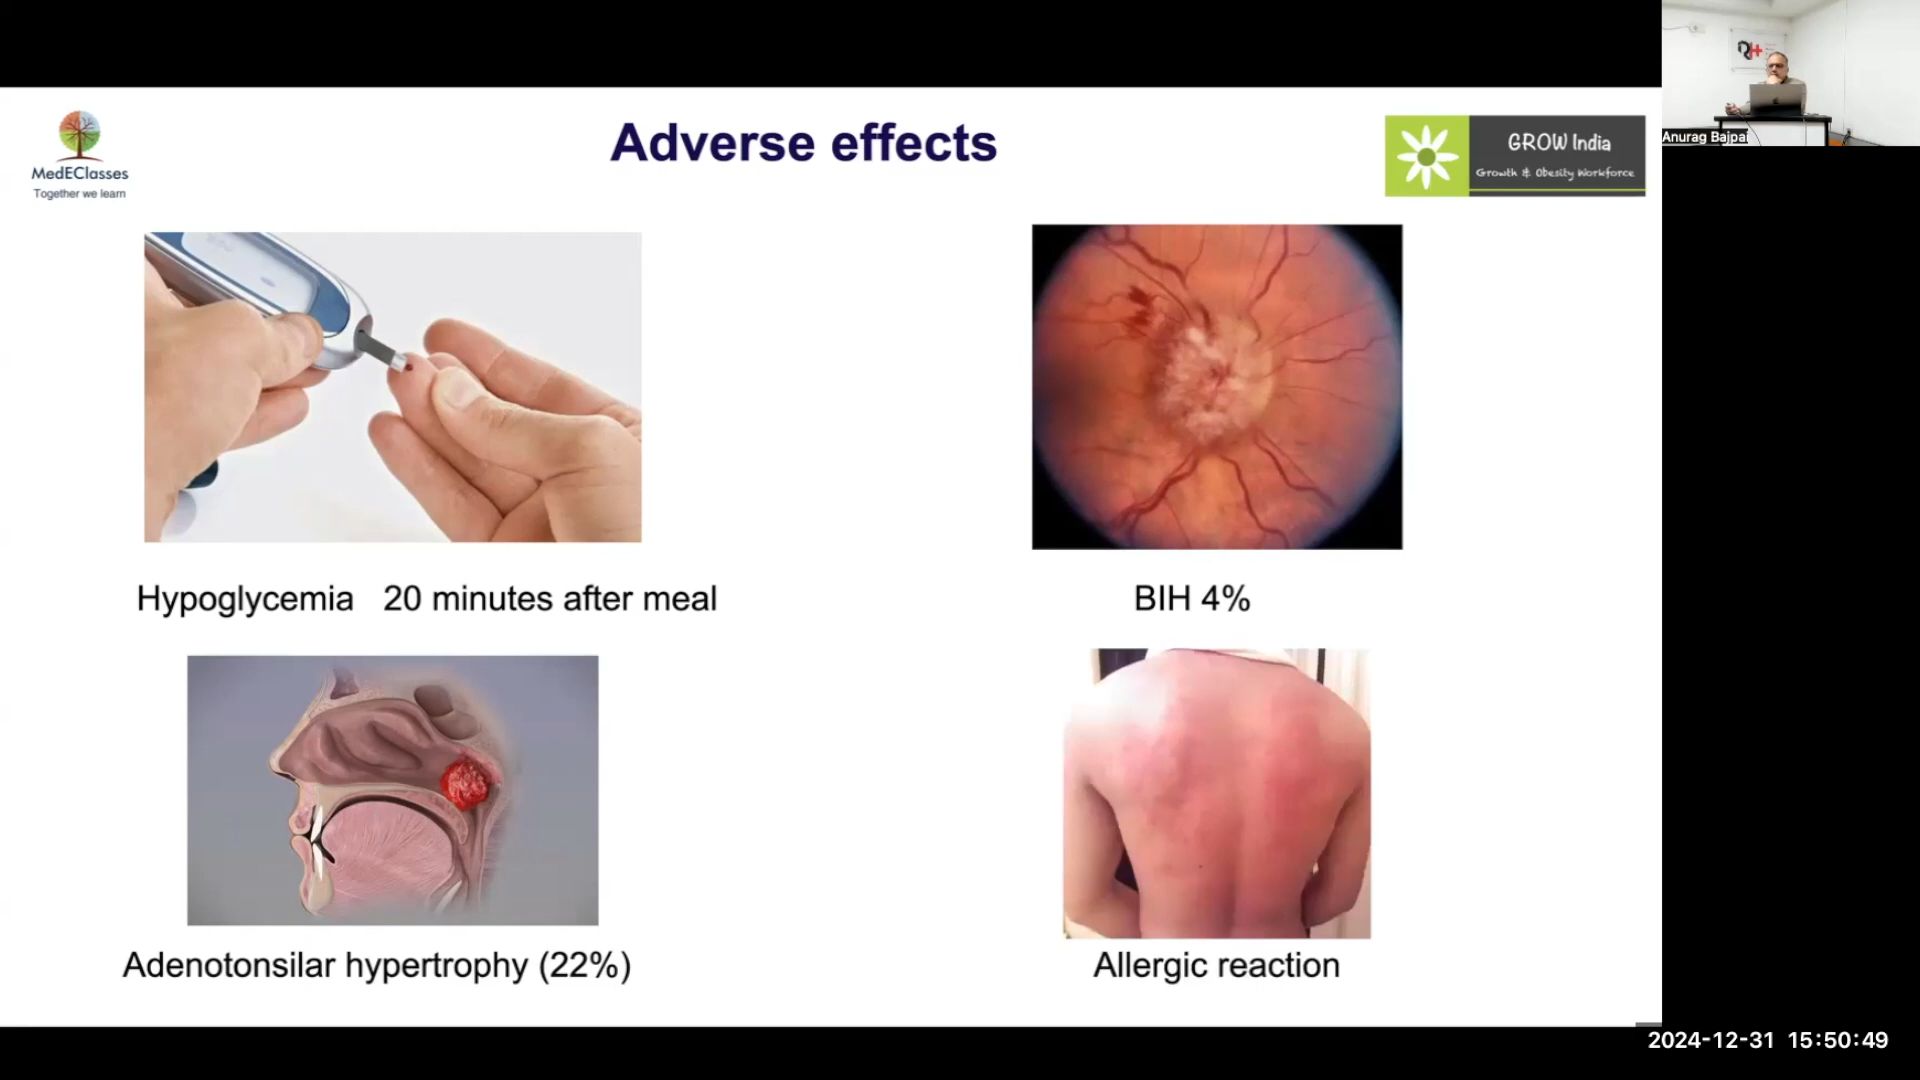 Adverse effects
MedEClasses
Together we learn
GROW India
Growth & Obesity Workforce
Anurag Bajpai
Hypoglycemia 20 minutes after meal
BIH 4%
Adenotonsilar hypertrophy (22%)
Allergic reaction
2024-12-31 15:50:49